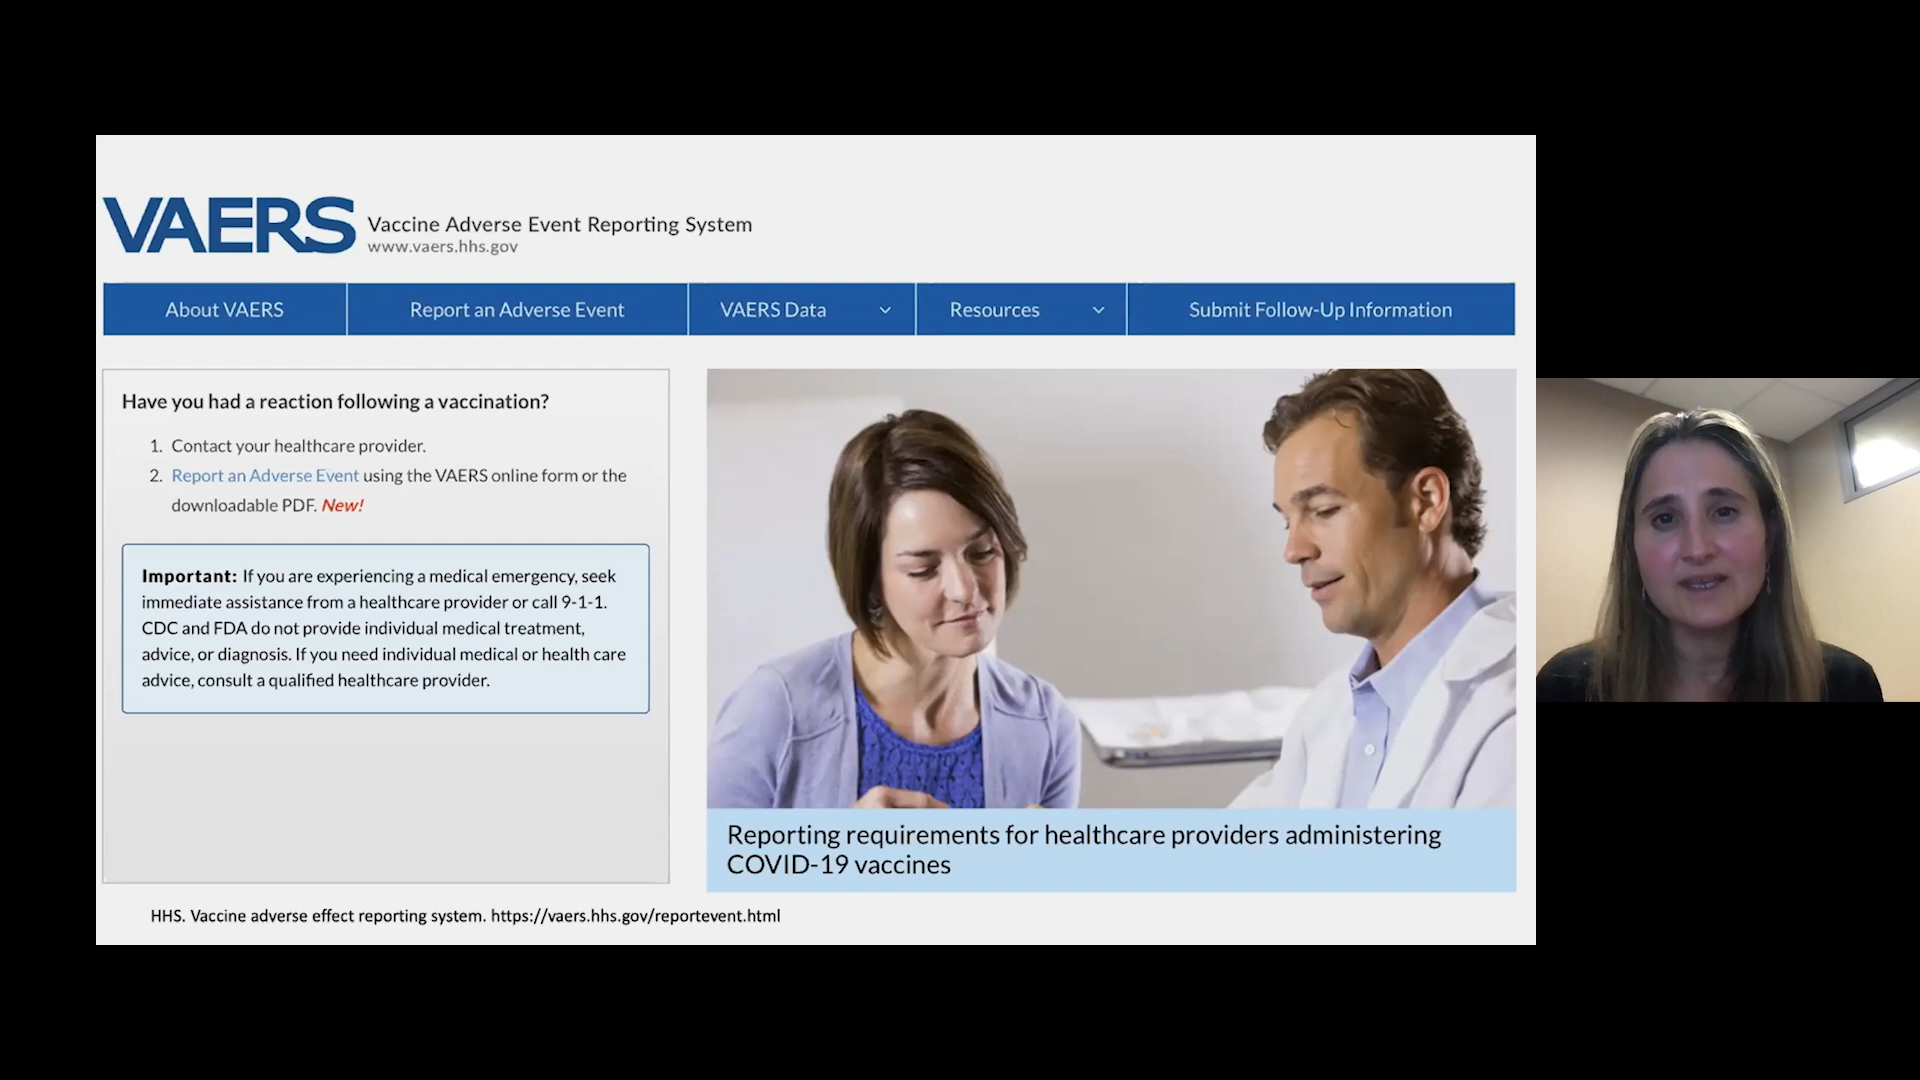 VAERS Vaccine Adverse Event Reporting System
www.vaers.hhs.gov
About VAERS Report an Adverse Event VAERS Data Resources Submit Follow-Up Information
Have you had a reaction following a vaccination?
1. Contact your healthcare provider.
2. Report an Adverse Event using the VAERS online form or the
downloadable PDF. New!
Important: If you are experiencing a medical emergency, seek
immediate assistance from a healthcare provider or call 9-1-1.
CDC and FDA do not provide individual medical treatment,
advice, or diagnosis. If you need individual medical or health care
advice, consult a qualified healthcare provider.
Reporting requirements for healthcare providers administering
COVID-19 vaccines
HHS. Vaccine adverse effect reporting system. https://vaers.hhs.gov/reportevent.html